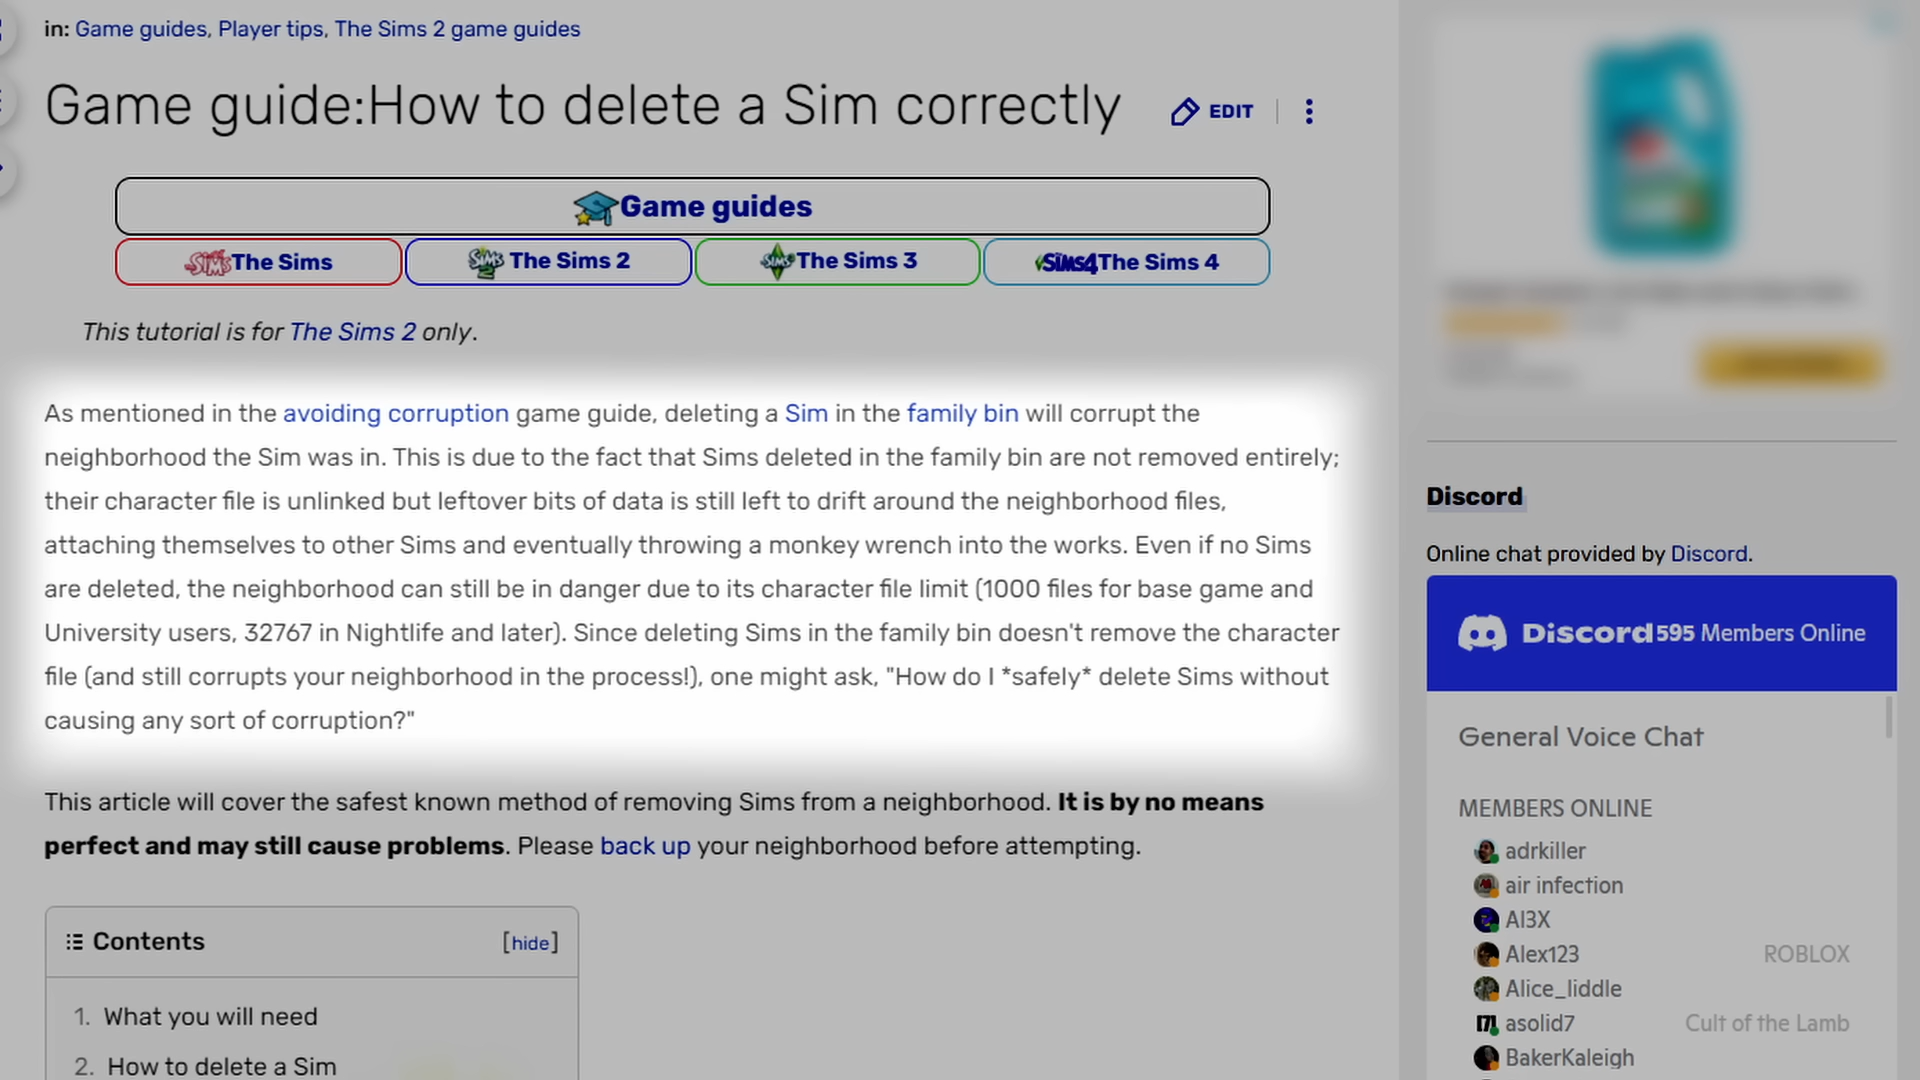 in: Game guides, Player tips, The Sims 2 game guides
Game guide:How to delete a Sim correctly
EDIT
Game guides
The Sims
The Sims 2
The Sims 3
The Sims 4
This tutorial is for The Sims 2 only.
As mentioned in the avoiding corruption game guide, deleting a Sim in the family bin will corrupt the
neighborhood the Sim was in. This is due to the fact that Sims deleted in the family bin are not removed entirely;
their character file is unlinked but leftover bits of data is still left to drift around the neighborhood files,
attaching themselves to other Sims and eventually throwing a monkey wrench into the works. Even if no Sims
are deleted, the neighborhood can still be in danger due to its character file limit (1000 files for base game and
University users, 32767 in Nightlife and later). Since deleting Sims in the family bin doesn't remove the character
file (and still corrupts your neighborhood in the process!), one might ask, "How do I *safely* delete Sims without
causing any sort of corruption?"
This article will cover the safest known method of removing Sims from a neighborhood. It is by no means
perfect and may still cause problems. Please back up your neighborhood before attempting.
Contents [hide]
1. What you will need
2. How to delete a Sim
Discord
Online chat provided by Discord.
Discord 595 Members Online
General Voice Chat
MEMBERS ONLINE
adrkiller
air infection
Al3X
Alex123 ROBLOX
Alice_liddle
asolid7 Cult of the Lamb
BakerKaleigh